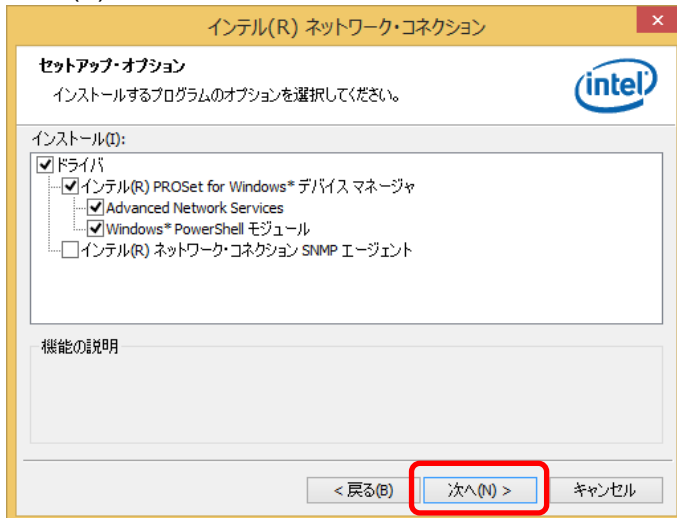 インテル(R) ネットワーク・コネクション
×
セットアップ・オプション
インストールするプログラムのオプションを選択してください。
intel
インストール(I):
ドライバ
インテル(R) PROSet for Windows* デバイス マネージャ
Advanced Network Services
Windows* PowerShell モジュール
インテル(R) ネットワーク・コネクション SNMP エージェント
機能の説明
< 戻る(B)
次へ(N) >
キャンセル